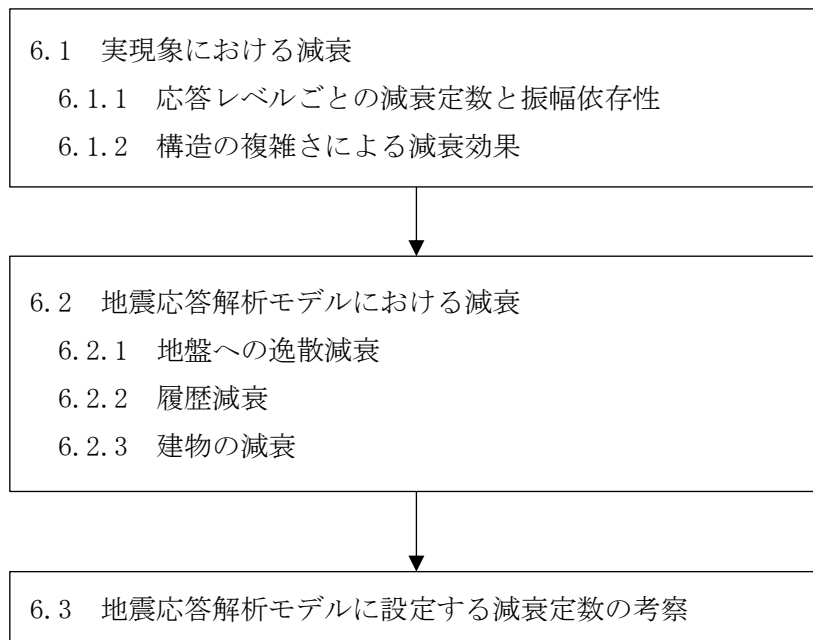 6.1　実現象における減衰
6.1.1　応答レベルごとの減衰定数と振幅依存性
6.1.2　構造の複雑さによる減衰効果
6.2　地震応答解析モデルにおける減衰
6.2.1　地盤への逸散減衰
6.2.2　履歴減衰
6.2.3　建物の減衰
6.3　地震応答解析モデルに設定する減衰定数の考察